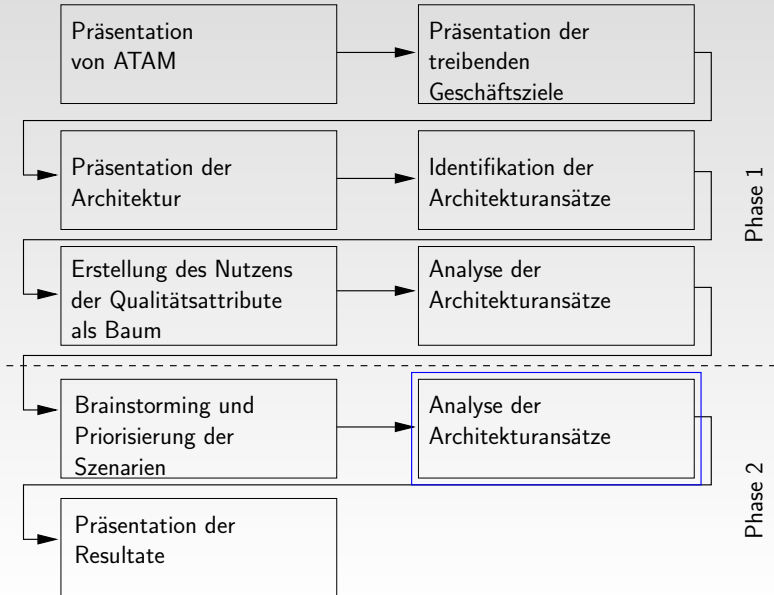 Präsentation
von ATAM
Präsentation der
treibenden
Geschäftsziele
Präsentation der
Architektur
Identifikation der
Architekturansätze
Erstellung des Nutzens
der Qualitätsattribute
als Baum
Analyse der
Architekturansätze
Phase 1
Brainstorming und
Priorisierung der
Szenarien
Analyse der
Architekturansätze
Präsentation der
Resultate
Phase 2